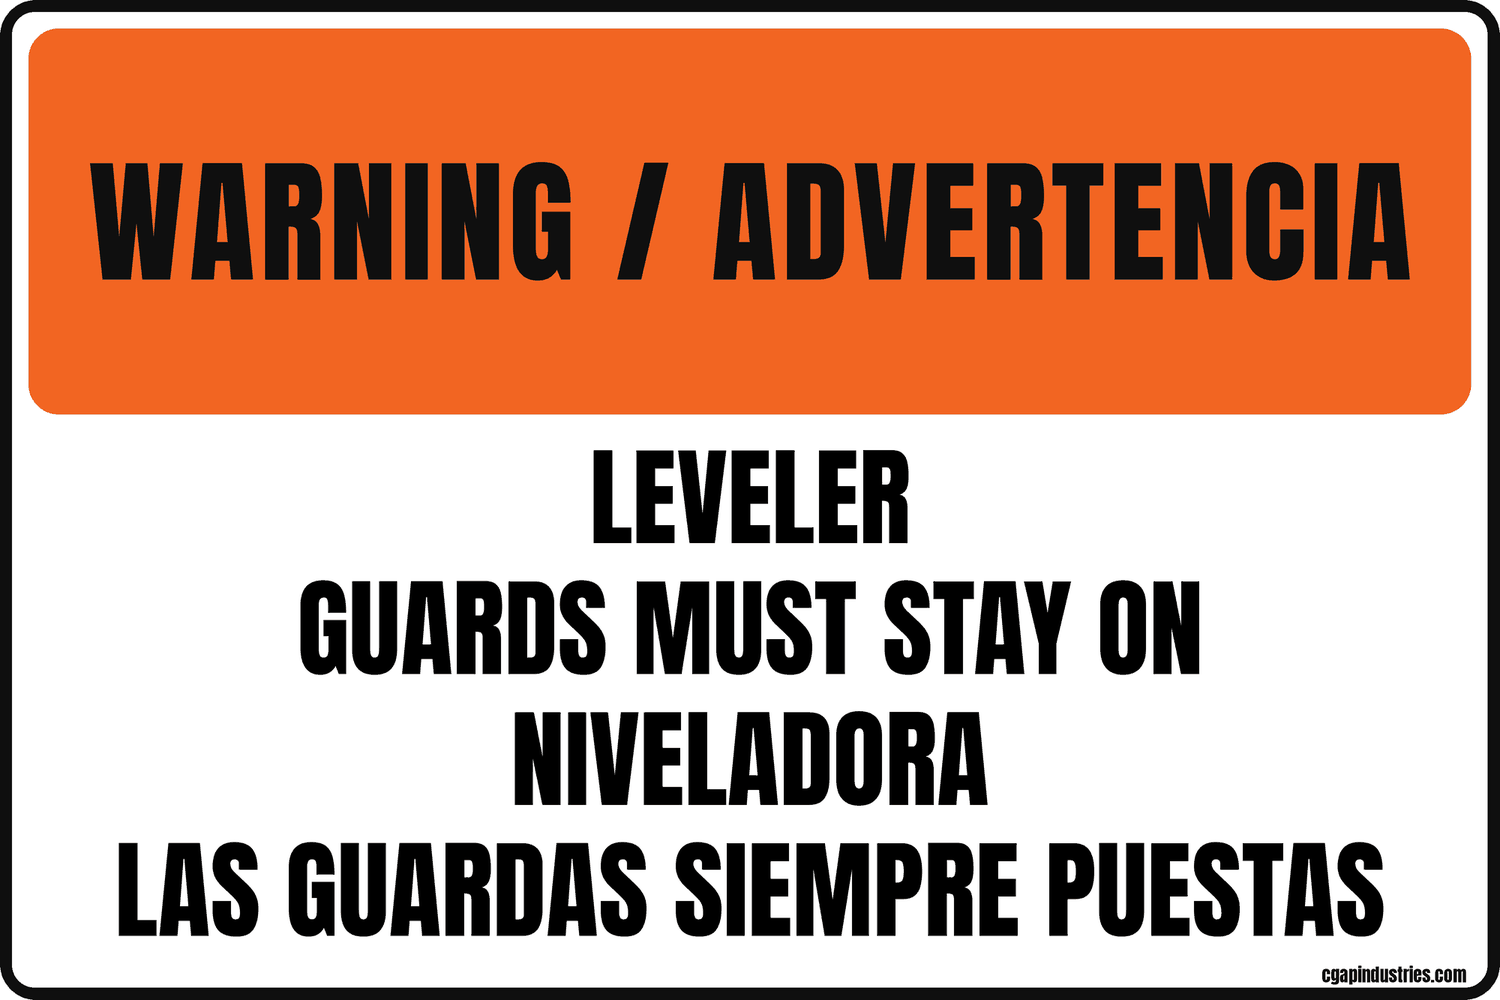 WARNING / ADVERTENCIA
LEVELER
GUARDS MUST STAY ON
NIVELADORA
LAS GUARDAS SIEMPRE PUESTAS
cgapindustries.com